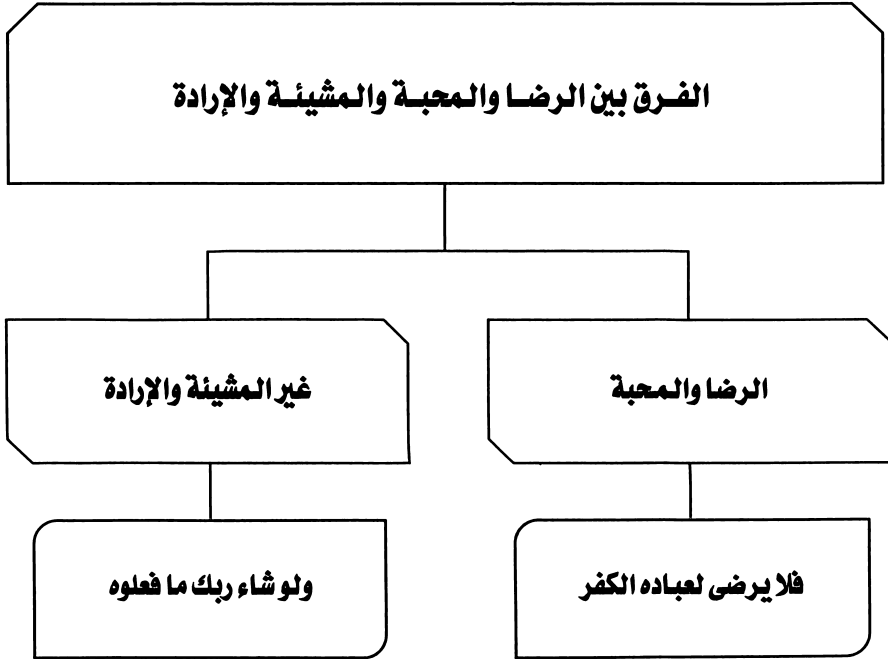 الفرق بين الرضا والمحبة والمشيئة والإرادة
الرضا والمحبة
غير المشيئة والإرادة
فلا يرضى لعباده الكفر
ولو شاء ربك ما فعلوه